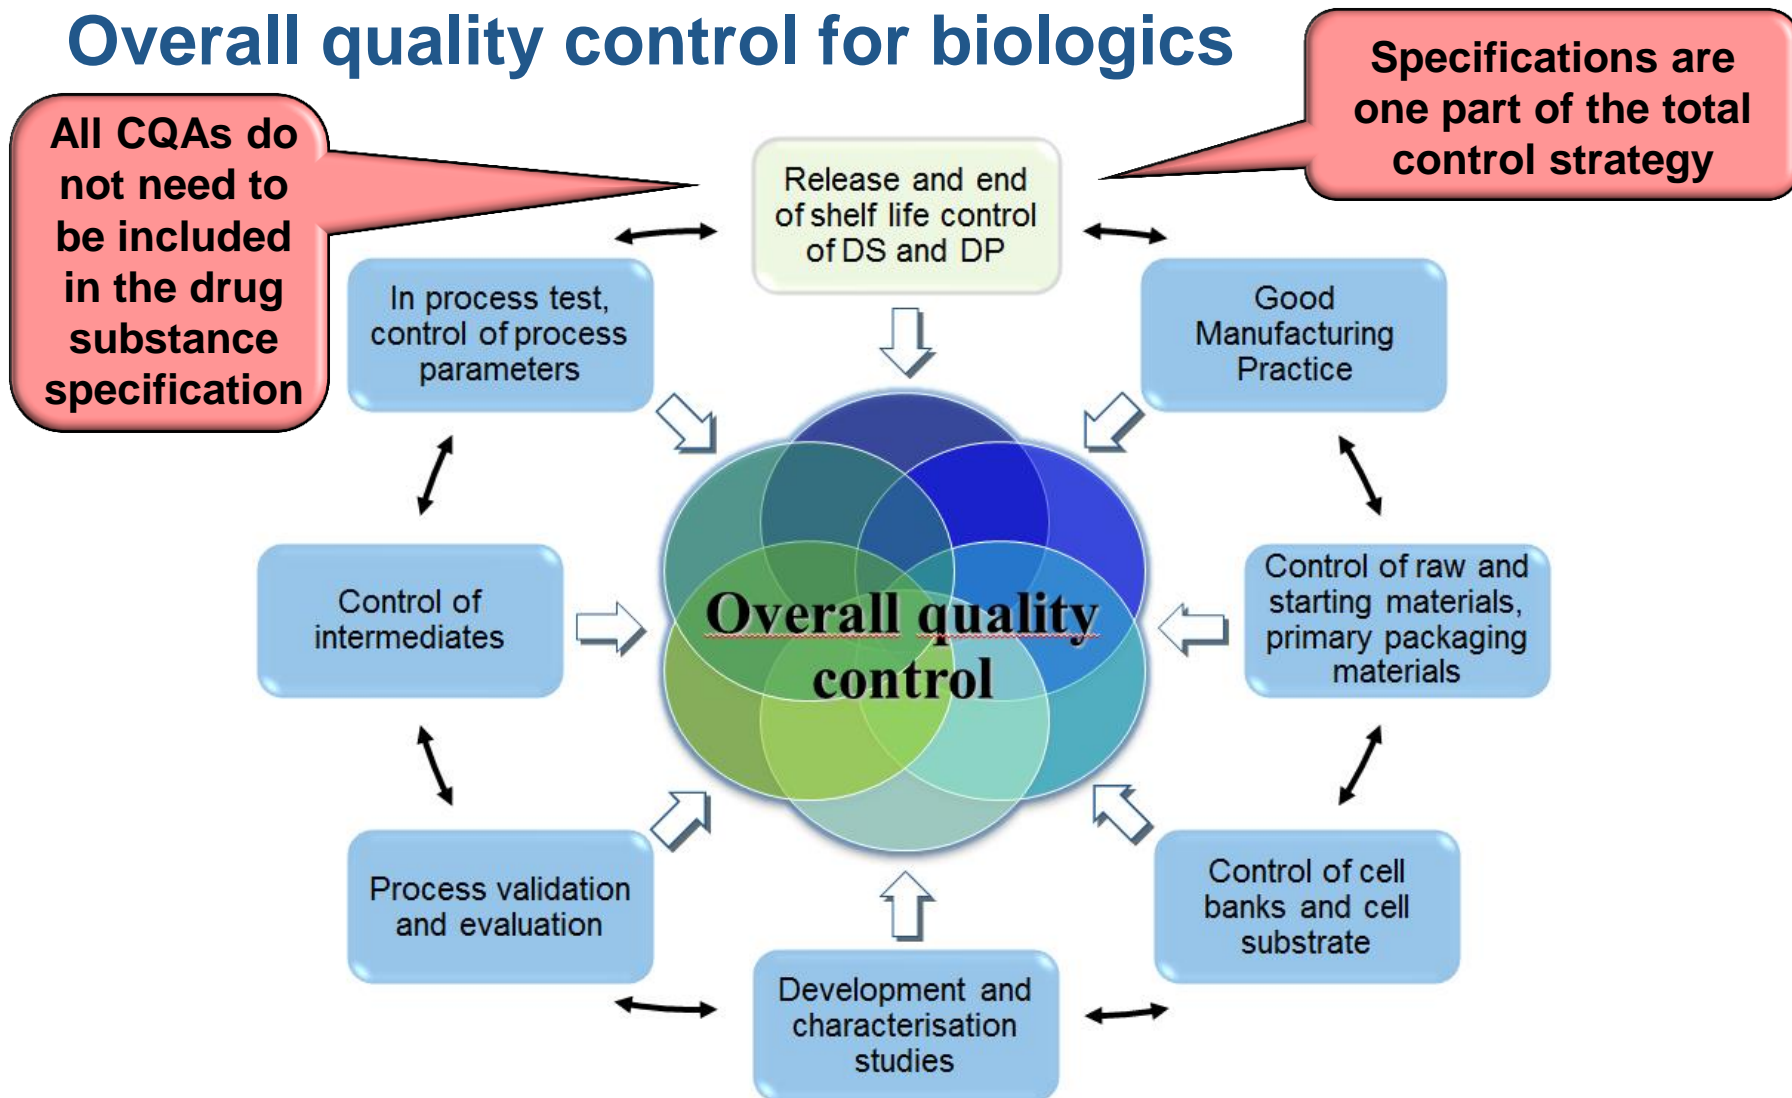 Overall quality control for biologics
All CQAs do
not need to
be included
in the drug
substance
specification
Specifications are
one part of the total
control strategy
Release and end
of shelf life control
of DS and DP
In process test,
control of process
parameters
Good
Manufacturing
Practice
Control of
intermediates
Overall quality
control
Control of raw and
starting materials,
primary packaging
materials
Process validation
and evaluation
Control of cell
banks and cell
substrate
Development and
characterisation
studies